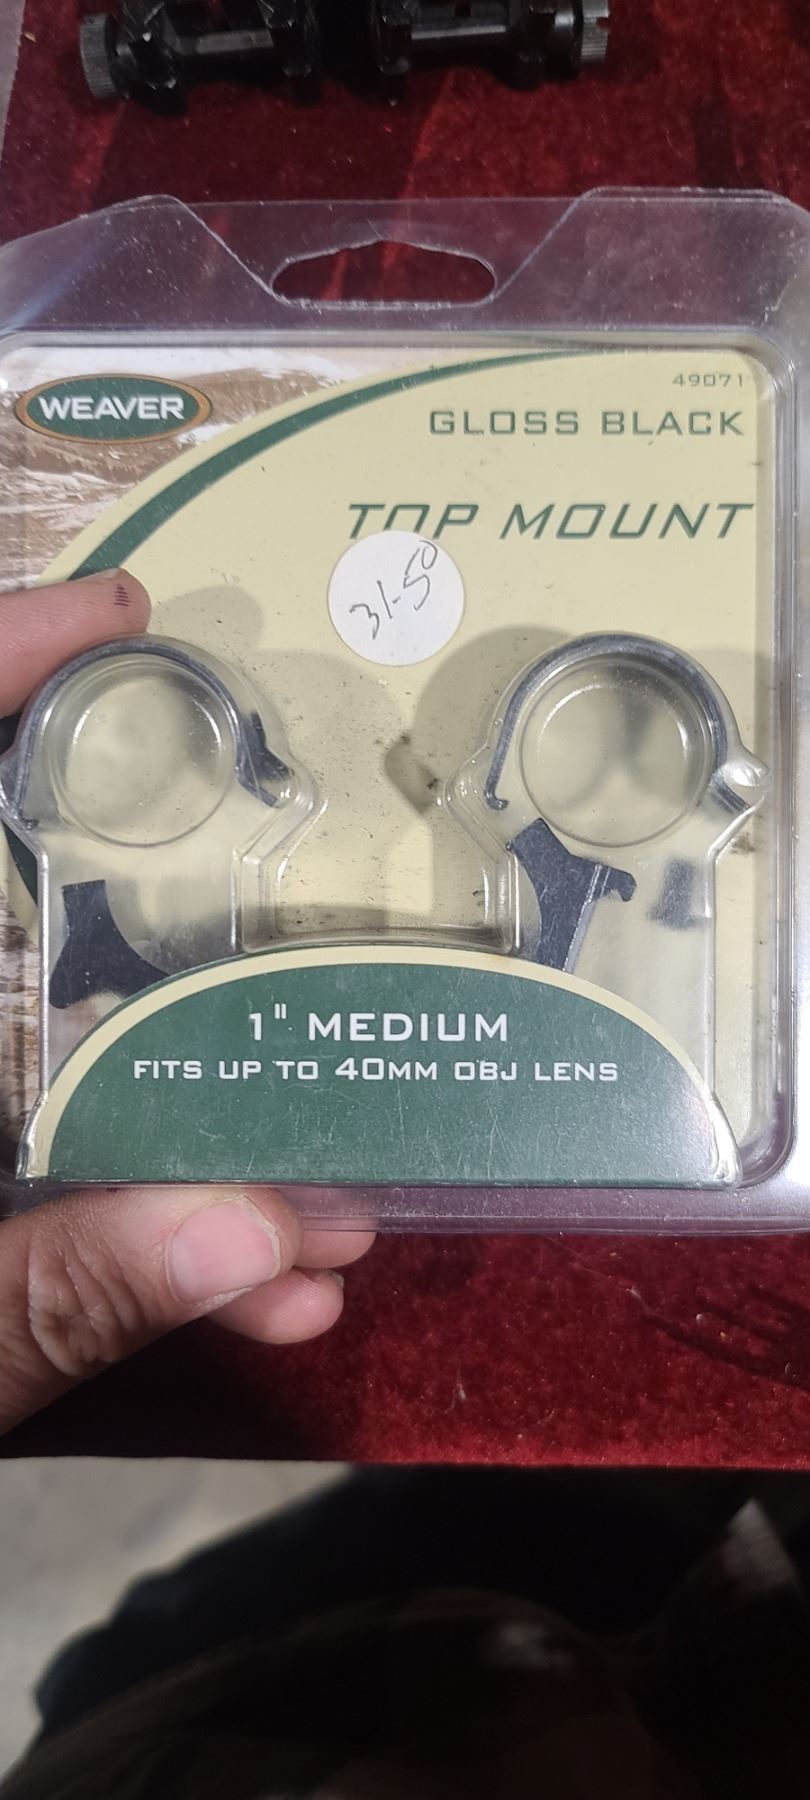 WEAVER
49071
GLOSS BLACK
TOP MOUNT
31-50
1" MEDIUM
FITS UP TO 40MM OBJ LENS